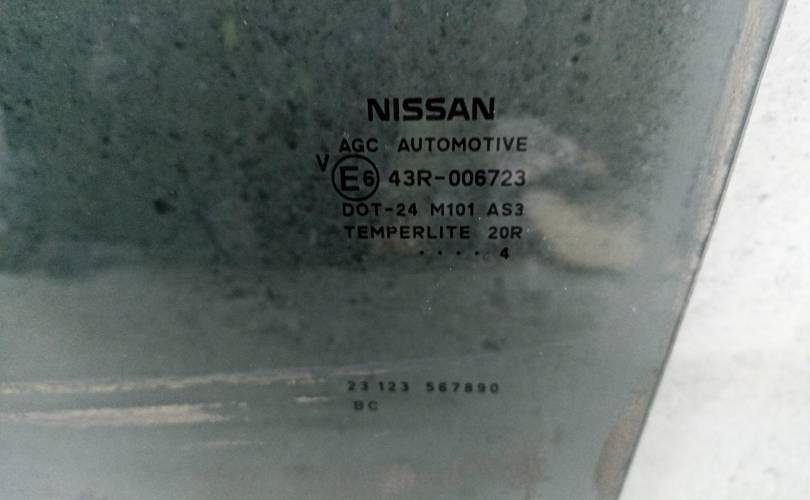 NISSAN
AGC AUTOMOTIVE
V E6 43R-006723
DOT-24 M101 AS3
TEMPERLITE 20R
· · · · · 4
23 123 567890
BC